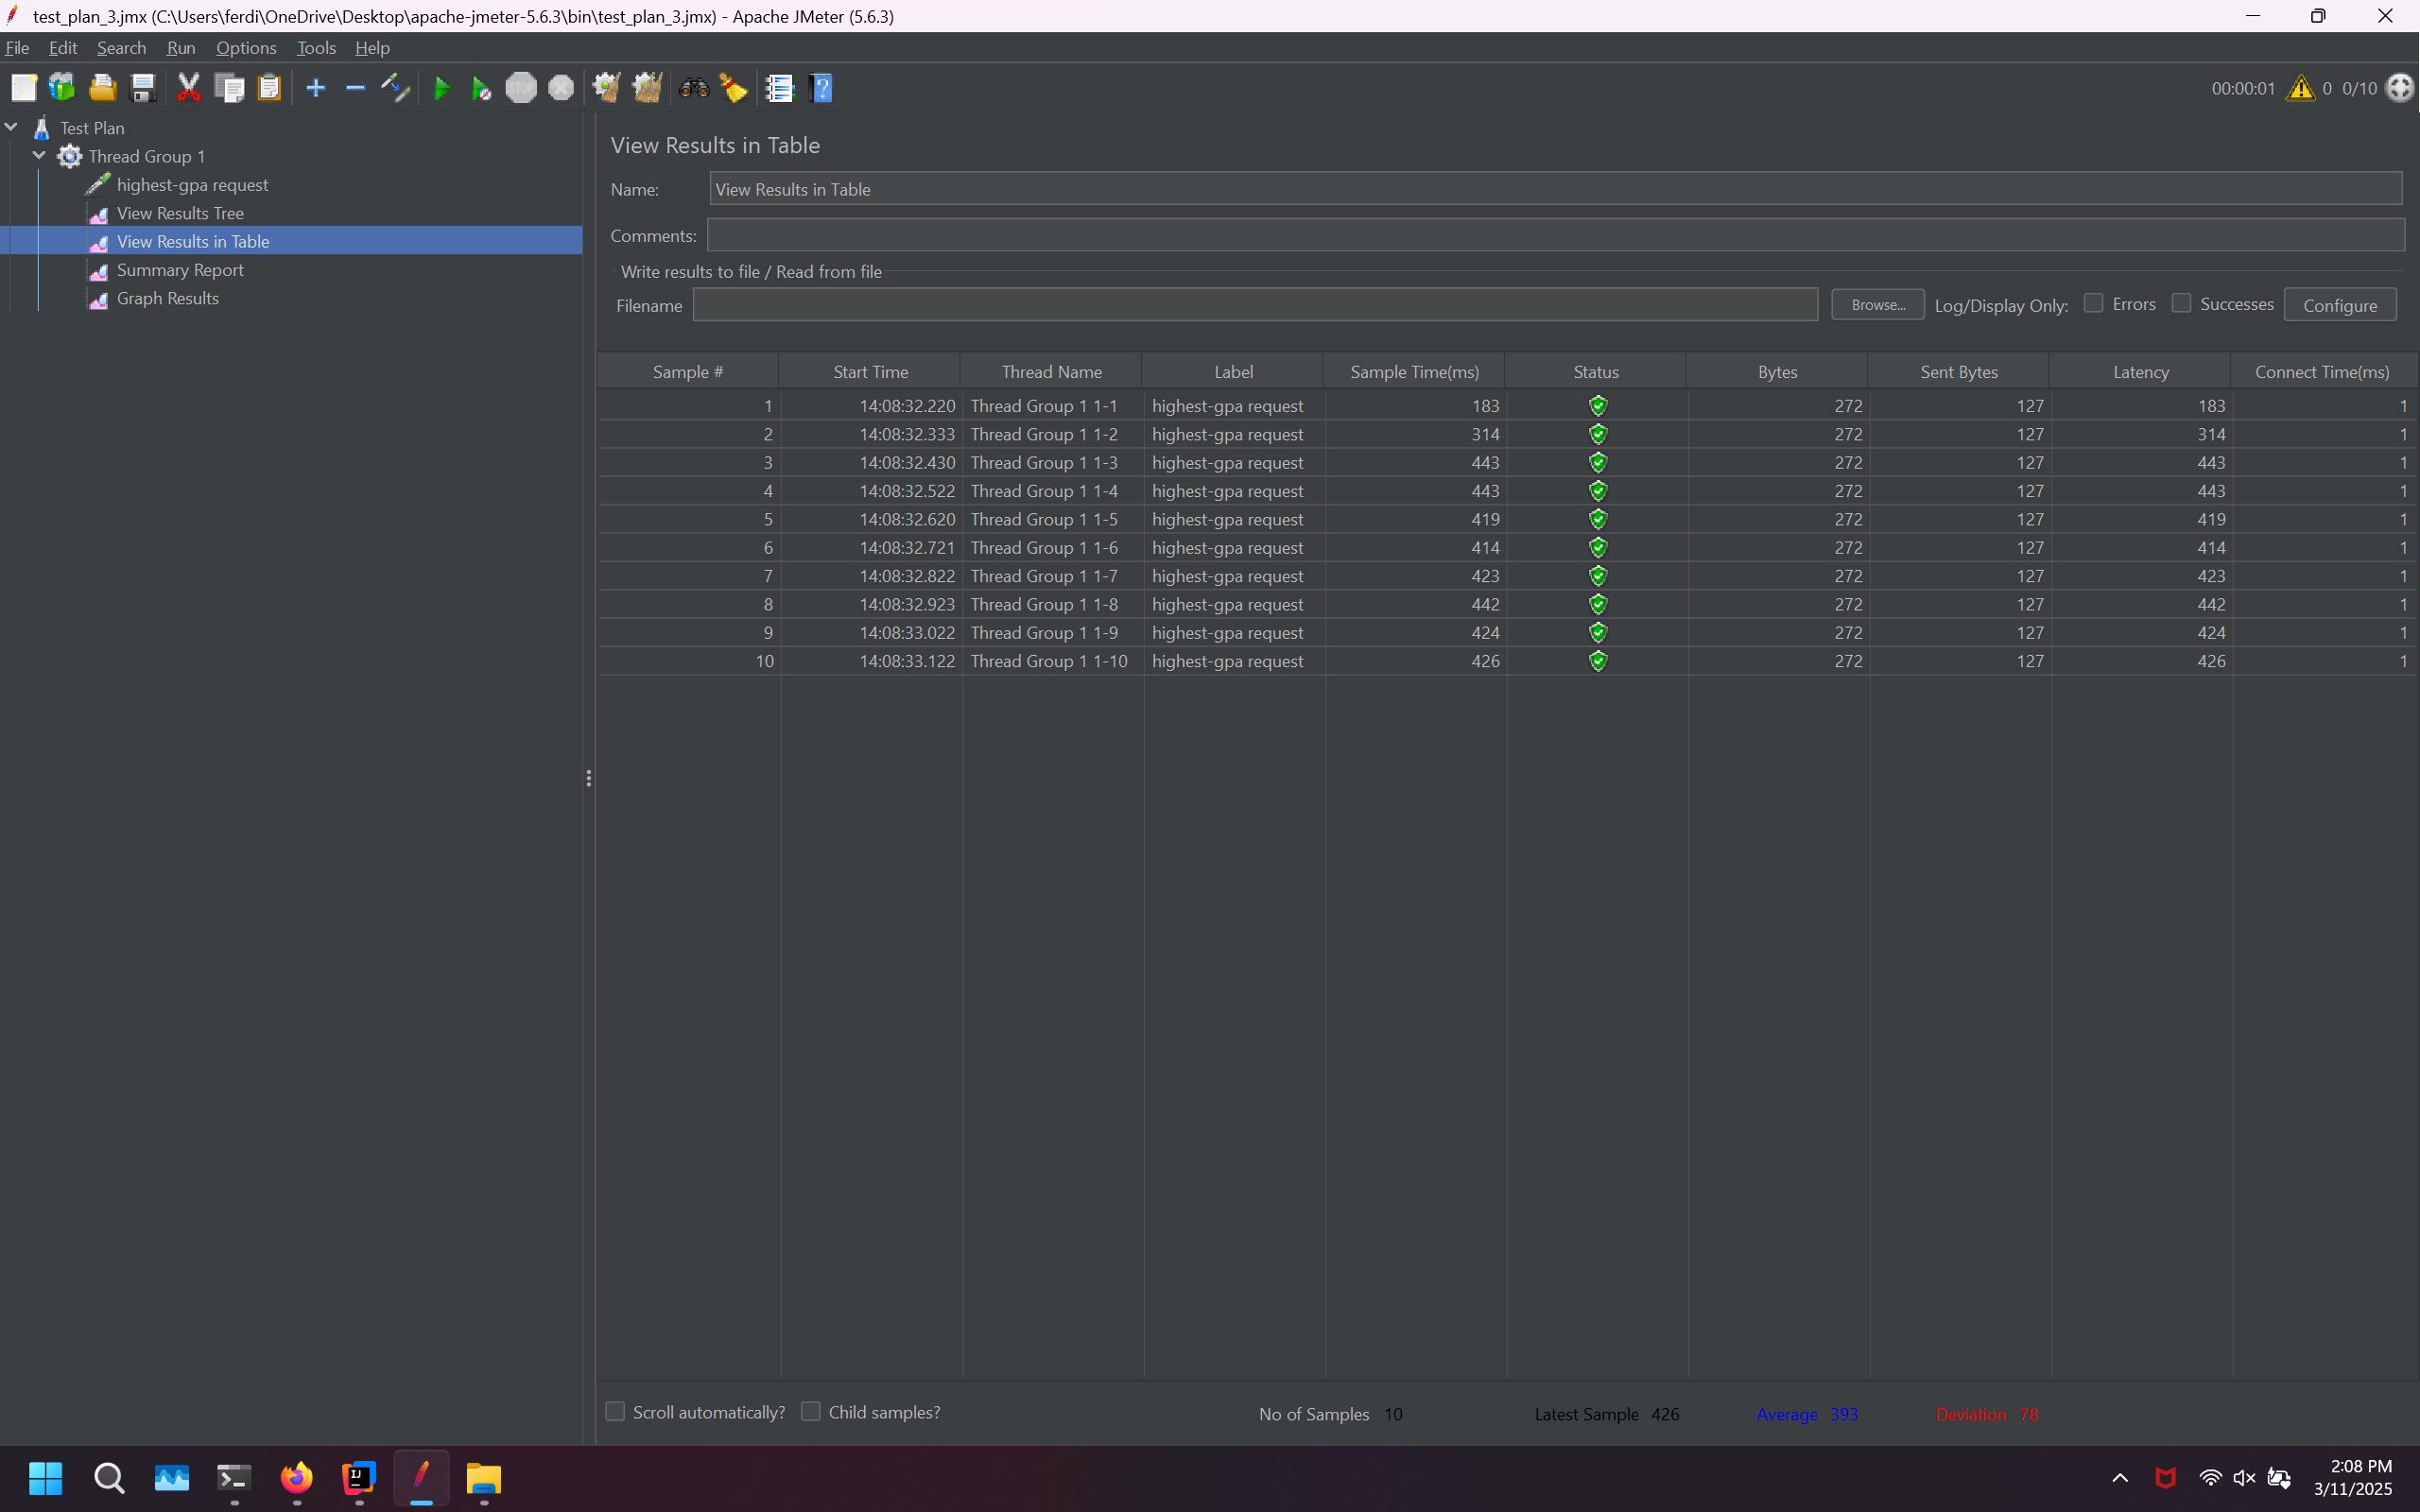 test_plan_3.jmx (C:\Users\ferdi\OneDrive\Desktop\apache-jmeter-5.6.3\bin\test_plan_3.jmx) - Apache JMeter (5.6.3)
File Edit Search Run Options Tools Help
STOP 00:00:01 0 0/10
Test Plan
Thread Group 1
highest-gpa request
View Results Tree
View Results in Table
Summary Report
Graph Results
View Results in Table
Name: View Results in Table
Comments:
Write results to file / Read from file
Filename Browse... Log/Display Only: Errors Successes Configure
Sample # Start Time Thread Name Label Sample Time(ms) Status Bytes Sent Bytes Latency Connect Time(ms)
1 14:08:32.220 Thread Group 1 1-1 highest-gpa request 183 272 127 183 1
2 14:08:32.333 Thread Group 1 1-2 highest-gpa request 314 272 127 314 1
3 14:08:32.430 Thread Group 1 1-3 highest-gpa request 443 272 127 443 1
4 14:08:32.522 Thread Group 1 1-4 highest-gpa request 443 272 127 443 1
5 14:08:32.620 Thread Group 1 1-5 highest-gpa request 419 272 127 419 1
6 14:08:32.721 Thread Group 1 1-6 highest-gpa request 414 272 127 414 1
7 14:08:32.822 Thread Group 1 1-7 highest-gpa request 423 272 127 423 1
8 14:08:32.923 Thread Group 1 1-8 highest-gpa request 442 272 127 442 1
9 14:08:33.022 Thread Group 1 1-9 highest-gpa request 424 272 127 424 1
10 14:08:33.122 Thread Group 1 1-10 highest-gpa request 426 272 127 426 1
Scroll automatically? Child samples? No of Samples 10 Latest Sample 426 Average 393 Deviation 78
IJ
2:08 PM
3/11/2025